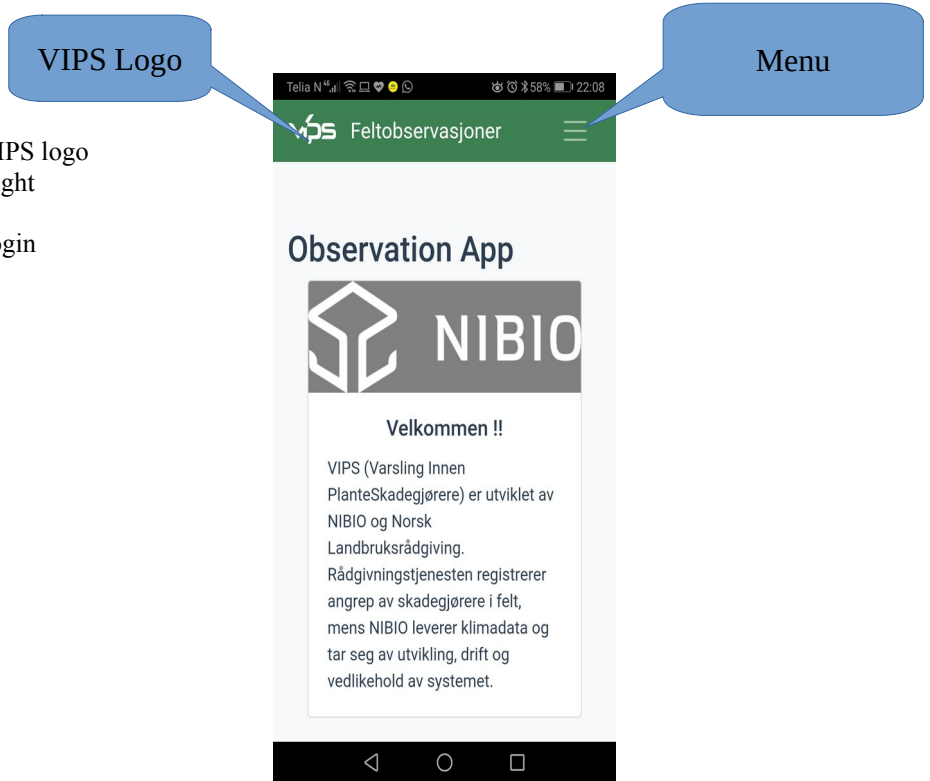 VIPS Logo
Menu
IPS logo
ght
ogin
Telia N 58% 22:08
VIPS Feltobservasjoner
Observation App
NIBIO
Velkommen !!
VIPS (Varsling Innen
PlanteSkadegjørere) er utviklet av
NIBIO og Norsk
Landbruksrådgiving.
Rådgivningstjenesten registrerer
angrep av skadegjørere i felt,
mens NIBIO leverer klimadata og
tar seg av utvikling, drift og
vedlikehold av systemet.